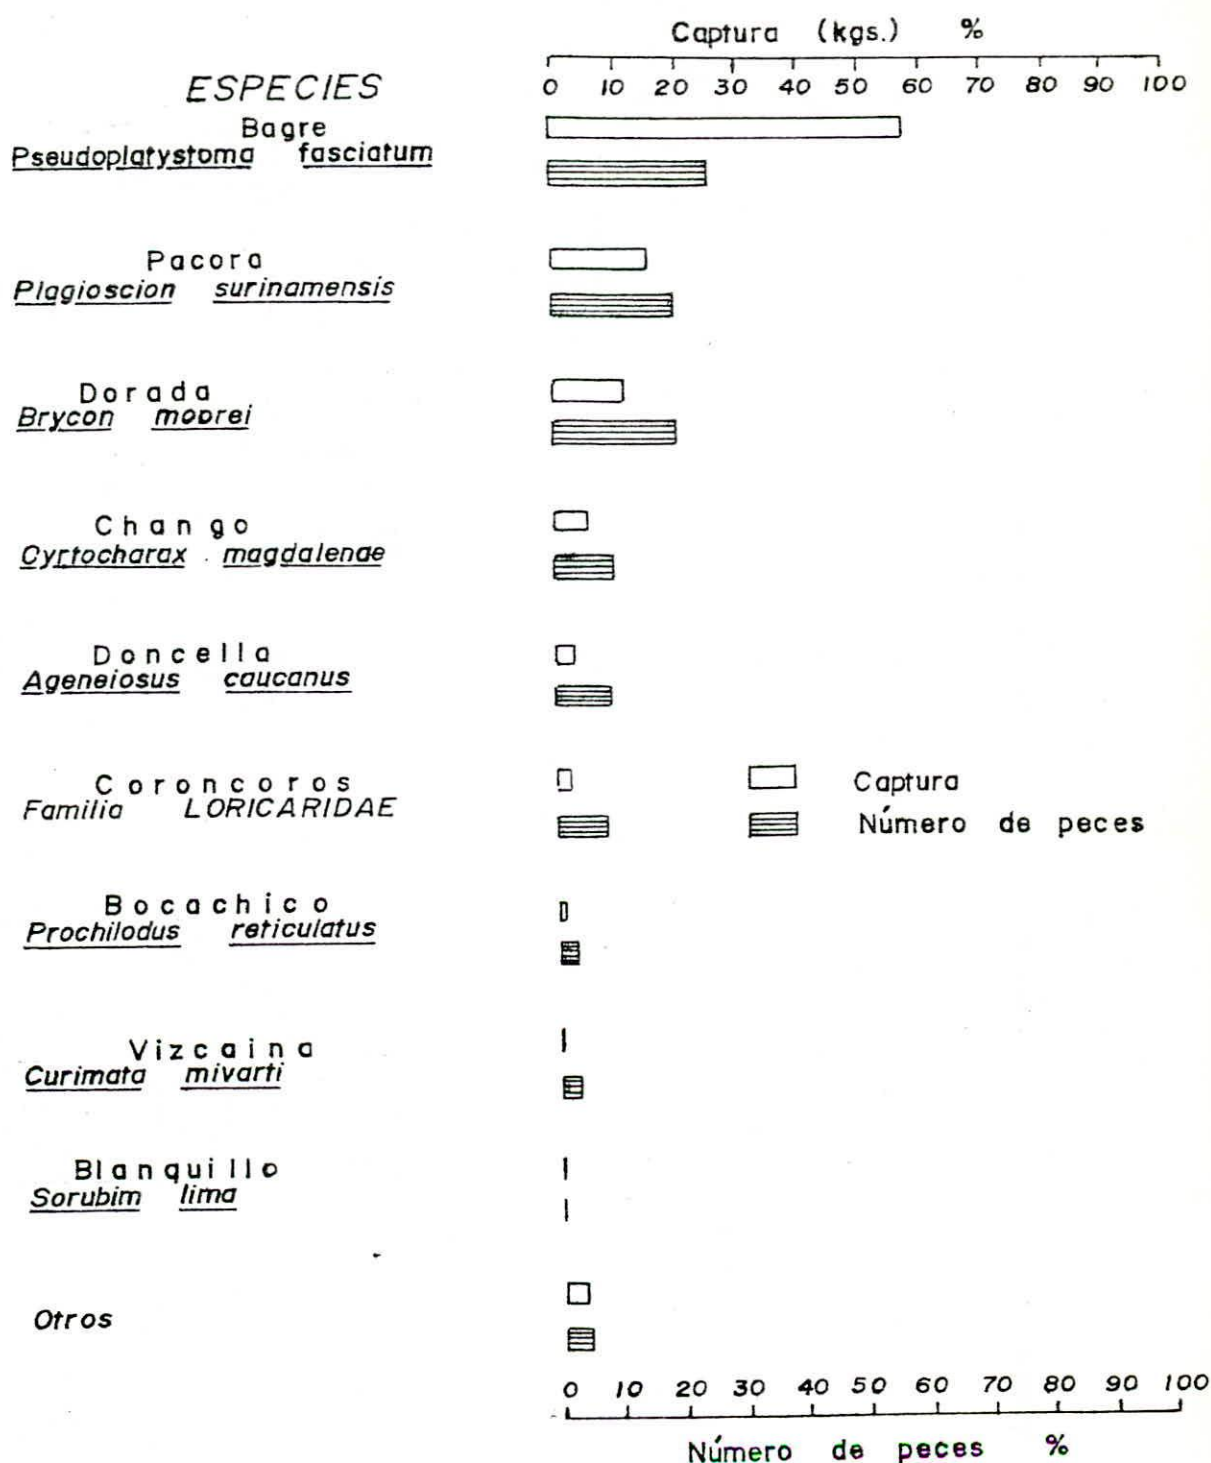 Captura (kgs.) %
0 10 20 30 40 50 60 70 80 90 100
ESPECIES
Bagre
Pseudoplatystoma fasciatum
Pacora
Plagioscion surinamensis
Dorada
Brycon moorei
Chango
Cyrtocharax magdalenae
Doncella
Ageneiosus caucanus
Coroncoros
Familia LORICARIDAE
Captura
Número de peces
Bocachico
Prochilodus reticulatus
Vizcaina
Curimata mivarti
Blanquillo
Sorubim lima
Otros
0 10 20 30 40 50 60 70 80 90 100
Número de peces %